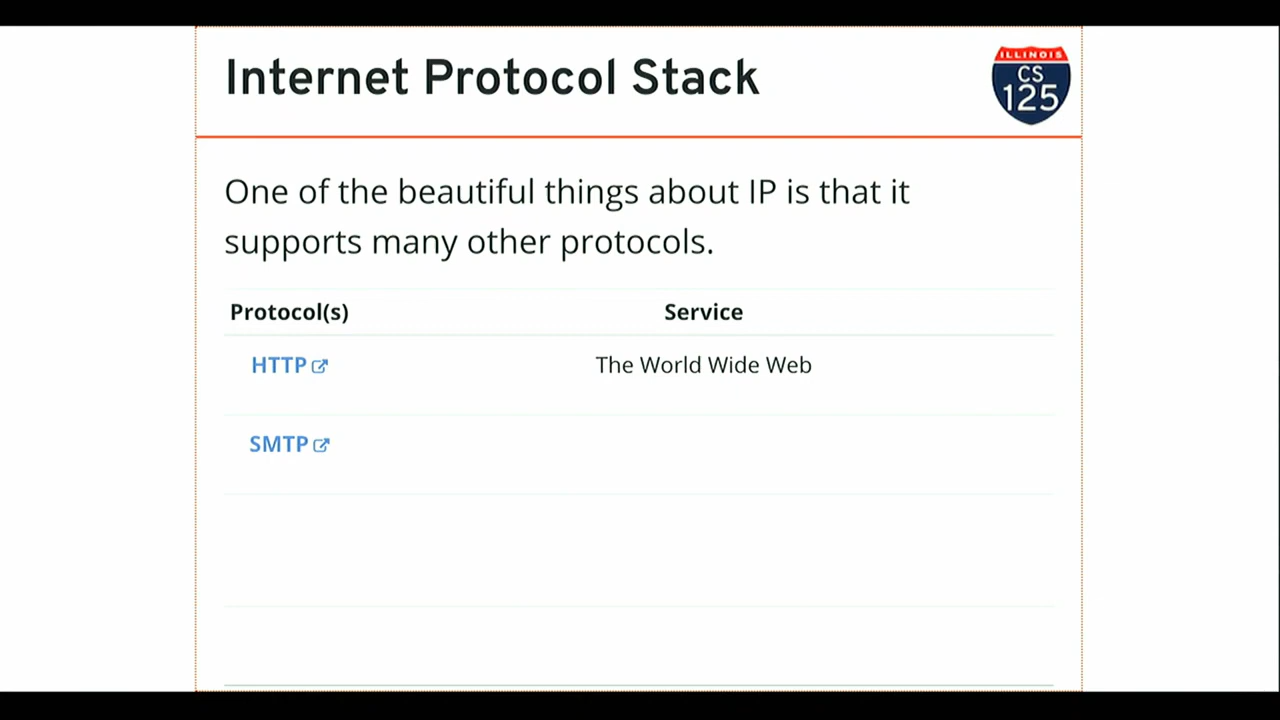 Internet Protocol Stack
ILLINOIS
CS
125
One of the beautiful things about IP is that it
supports many other protocols.
Protocol(s) Service
HTTP The World Wide Web
SMTP